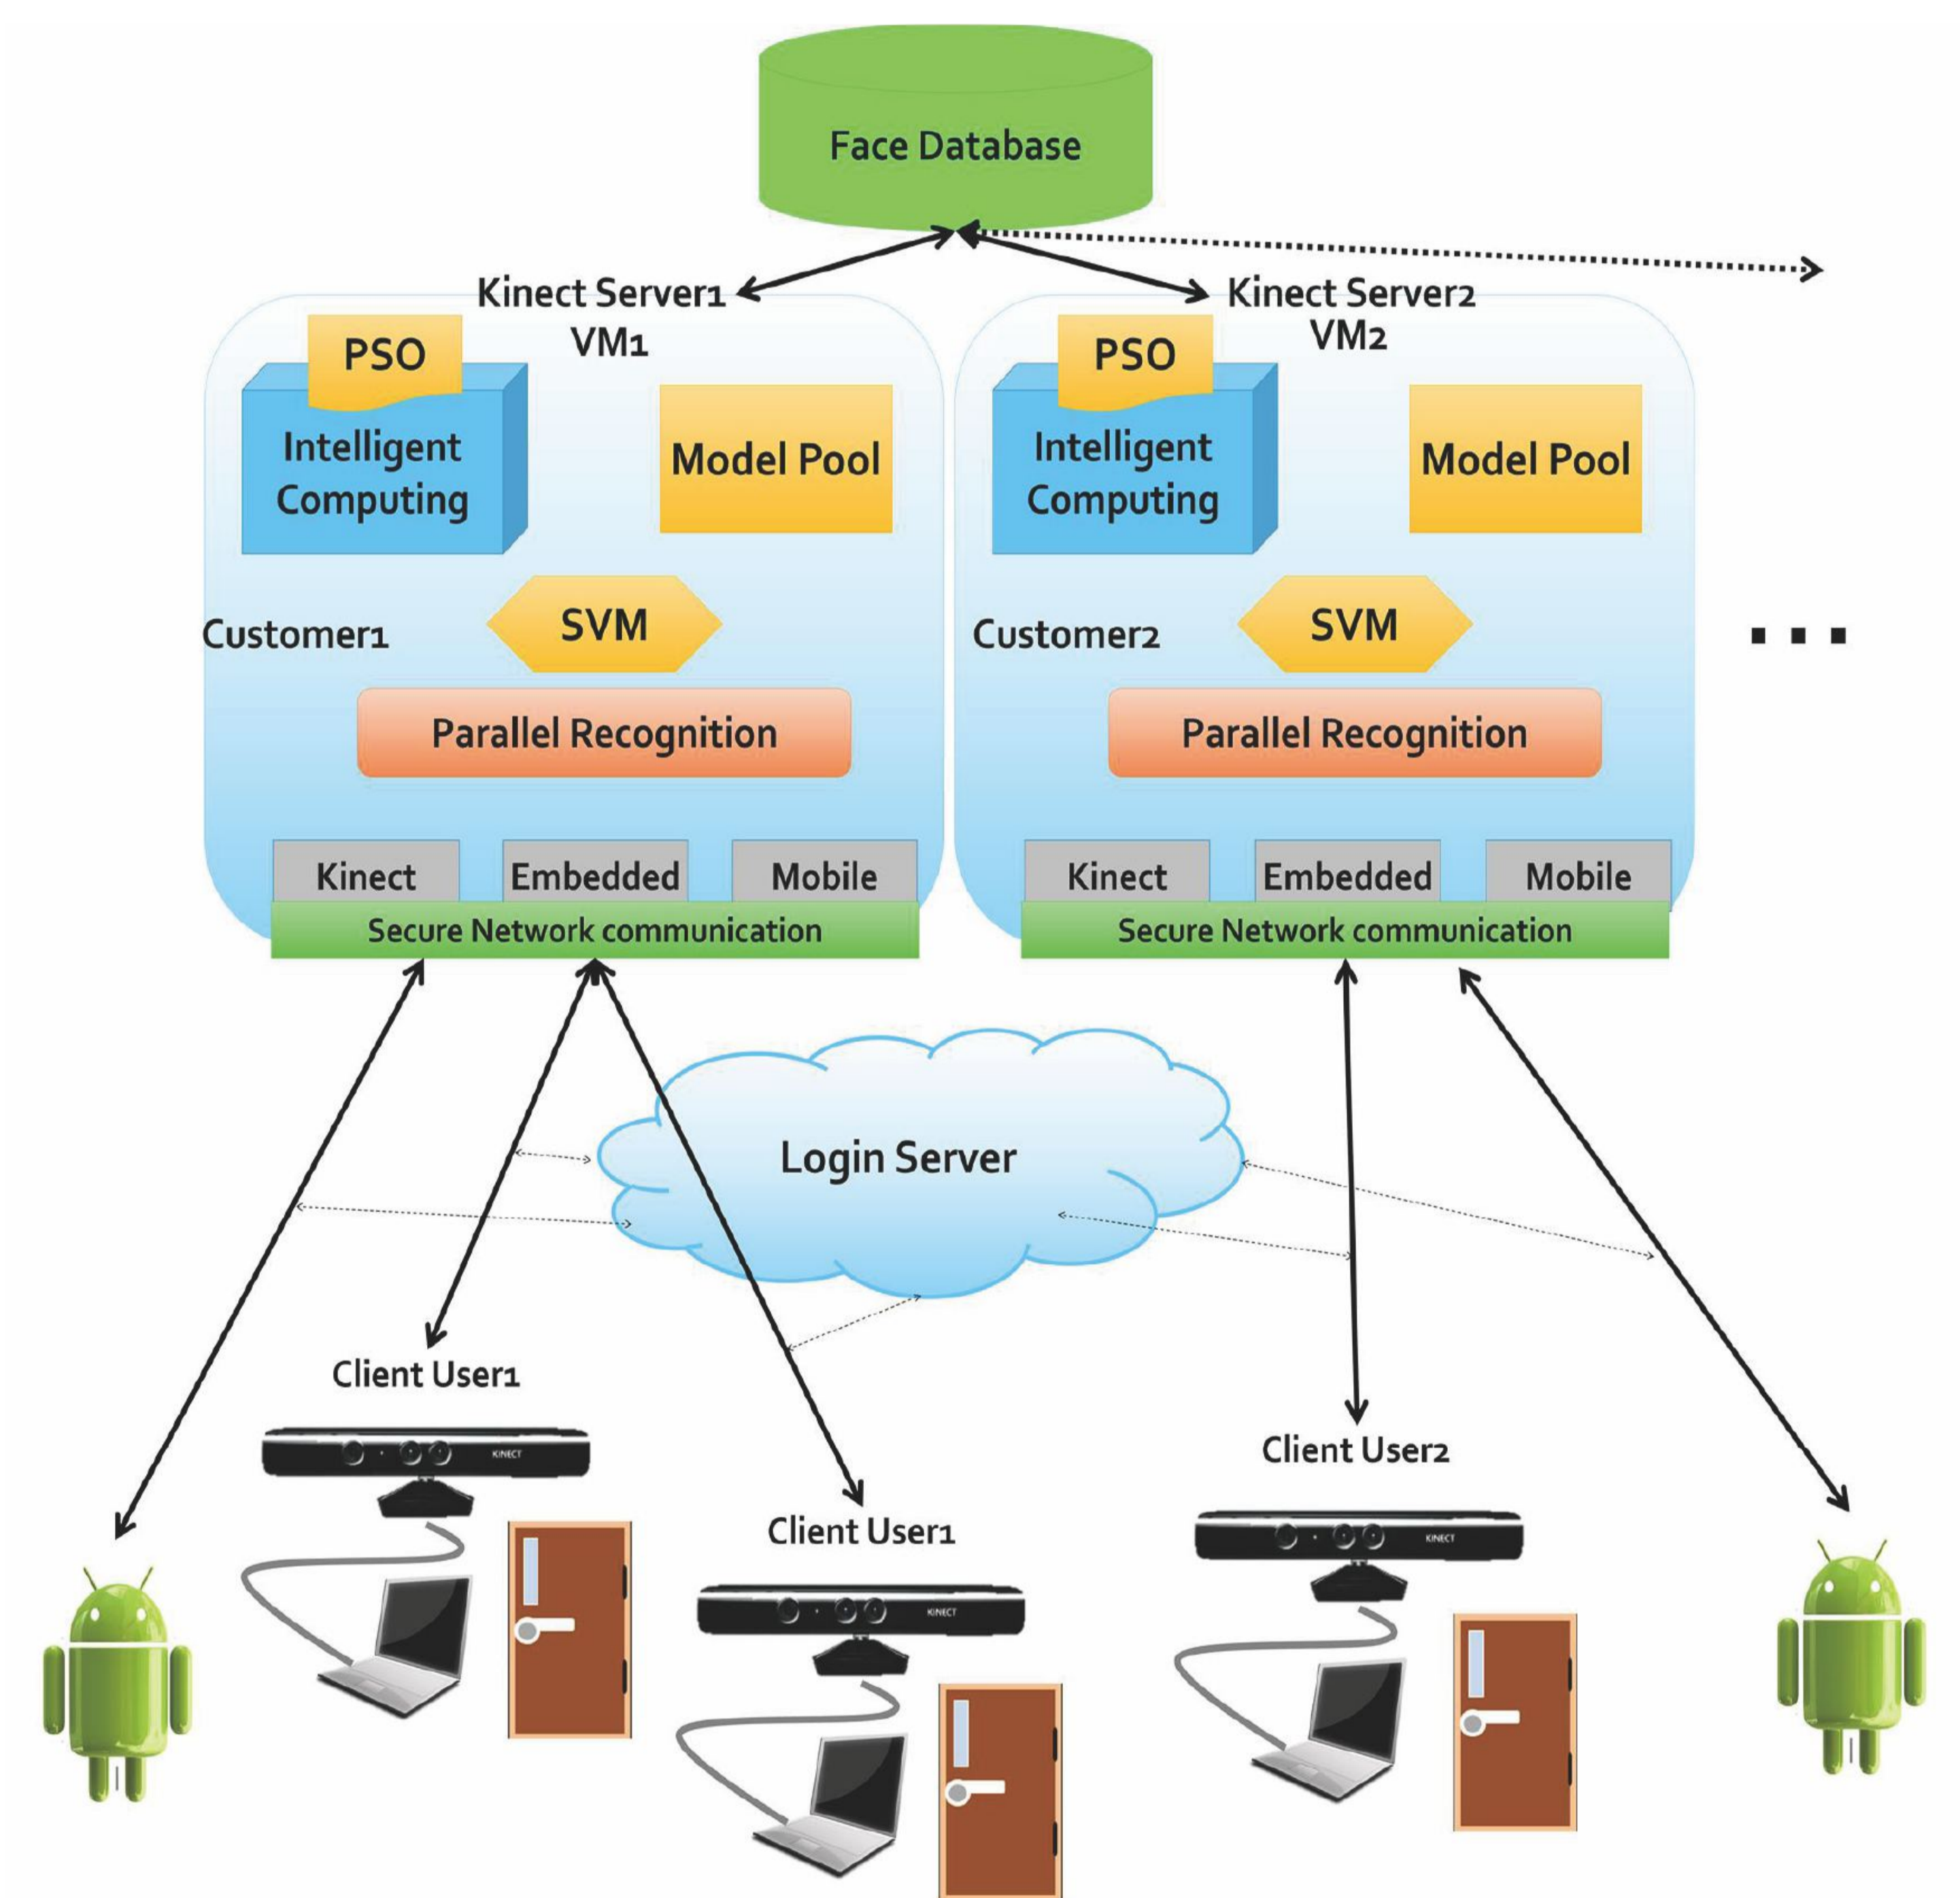 Face Database
Kinect Server1
VM1
PSO
Intelligent
Computing
Model Pool
Customer1
SVM
Parallel Recognition
Kinect
Embedded
Mobile
Secure Network communication
Kinect Server2
VM2
PSO
Intelligent
Computing
Model Pool
Customer2
SVM
Parallel Recognition
Kinect
Embedded
Mobile
Secure Network communication
...
Login Server
Client User1
KINECT
Client User1
KINECT
Client User2
KINECT